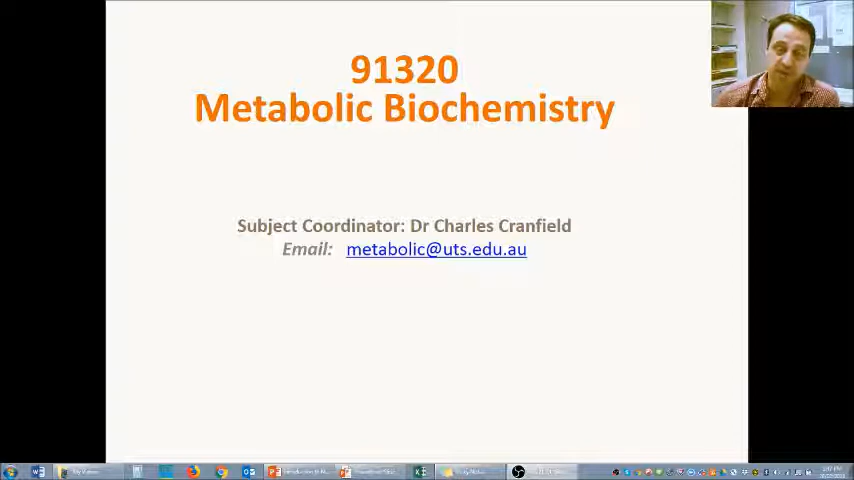 91320
Metabolic Biochemistry
Subject Coordinator: Dr Charles Cranfield
Email: metabolic@uts.edu.au